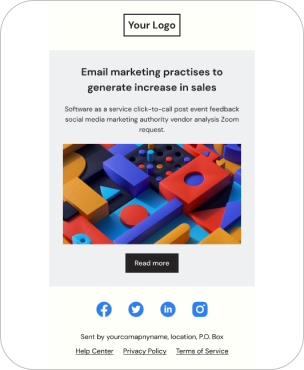 Your Logo
Email marketing practises to
generate increase in sales
Software as a service click-to-call post event feedback
social media marketing authority vendor analysis Zoom
request.
Read more
Sent by yourcomapnyname, location, P.O. Box
Help Center Privacy Policy Terms of Service